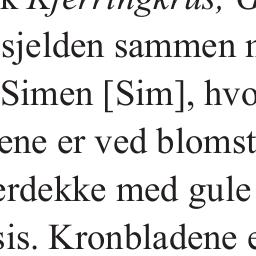 k Kjerringkrus, G
sjelden sammen
Simen [Sim], hvo
ene er ved blomst
erdekke med gule
sis. Kronbladene e